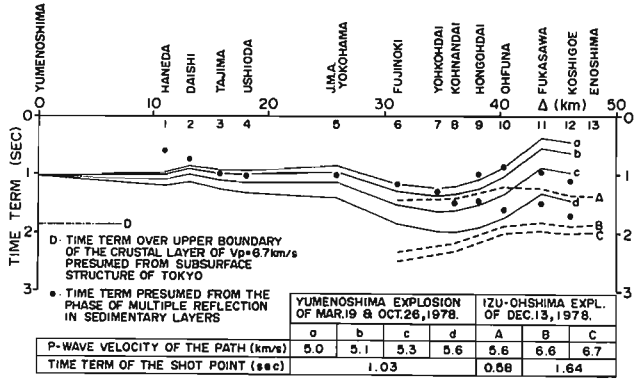 YUMENOSHIMA
HANEDA
DAISHI
TAJIMA
USHIODA
J.M.A. YOKOHAMA
FUJINOKI
YOHKOHDAI
KOHNANDAI
HONGOHDAI
OHFUNA
FUKASAWA
KOSHIGOE
ENOSHIMA
0 10 20 30 40 Δ (km) 50
1 2 3 4 5 6 7 8 9 10 11 12 13
TIME TERM (SEC)
0
1
2
3
0
1
2
3
a
b
c
d
A
B
C
D
D· TIME TERM OVER UPPER BOUNDARY
OF THE CRUSTAL LAYER OF Vp=6.7km/s
PRESUMED FROM SUBSURFACE
STRUCTURE OF TOKYO
• · TIME TERM PRESUMED FROM THE
PHASE OF MULTIPLE REFLECTION
IN SEDIMENTARY LAYERS
YUMENOSHIMA EXPLOSION
OF MAR.19 & OCT.26,1978.
IZU-OHSHIMA EXPL.
OF DEC.13, 1978.
a b c d A B C
P-WAVE VELOCITY OF THE PATH (km/s) 5.0 5.1 5.3 5.6 5.6 6.6 6.7
TIME TERM OF THE SHOT POINT (sec) 1.03 0.58 1.64